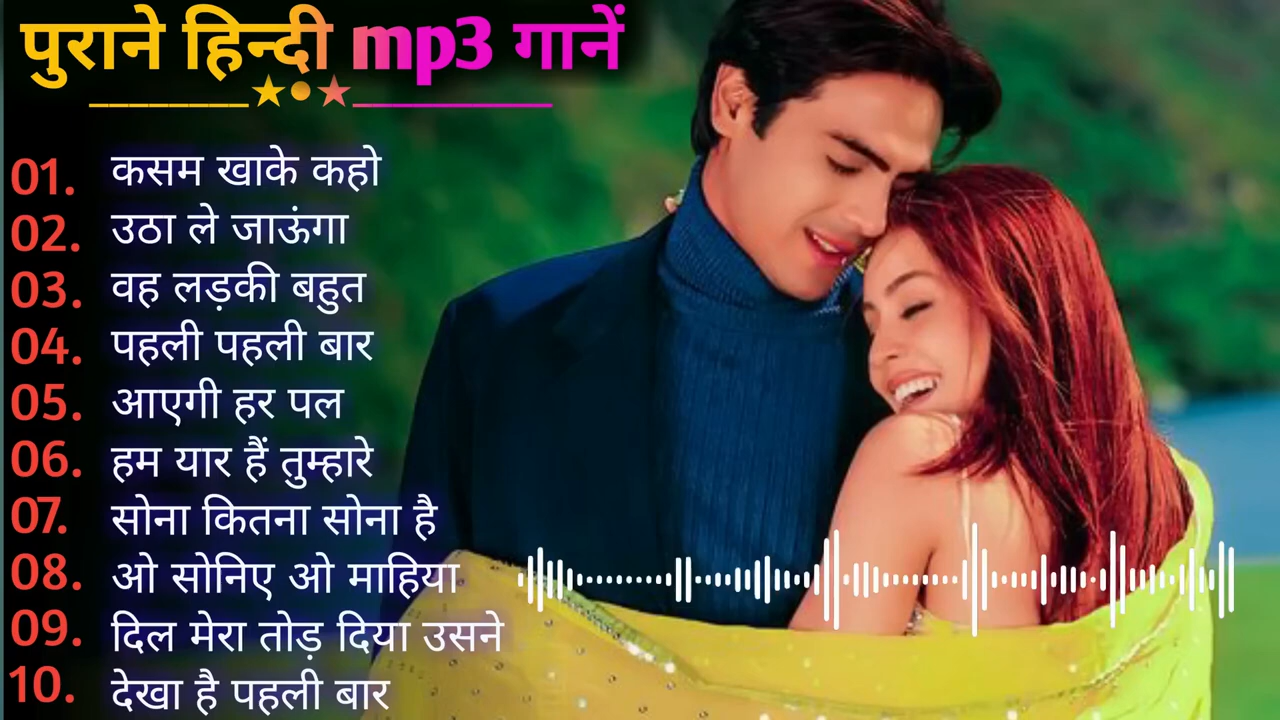 पुराने हिन्दी mp3 गानें
01. कसम खाके कहो
02. उठा ले जाऊंगा
03. वह लड़की बहुत
04. पहली पहली बार
05. आएगी हर पल
06. हम यार हैं तुम्हारे
07. सोना कितना सोना है
08. ओ सोनिए ओ माहिया
09. दिल मेरा तोड़ दिया उसने
10. देखा है पहली बार